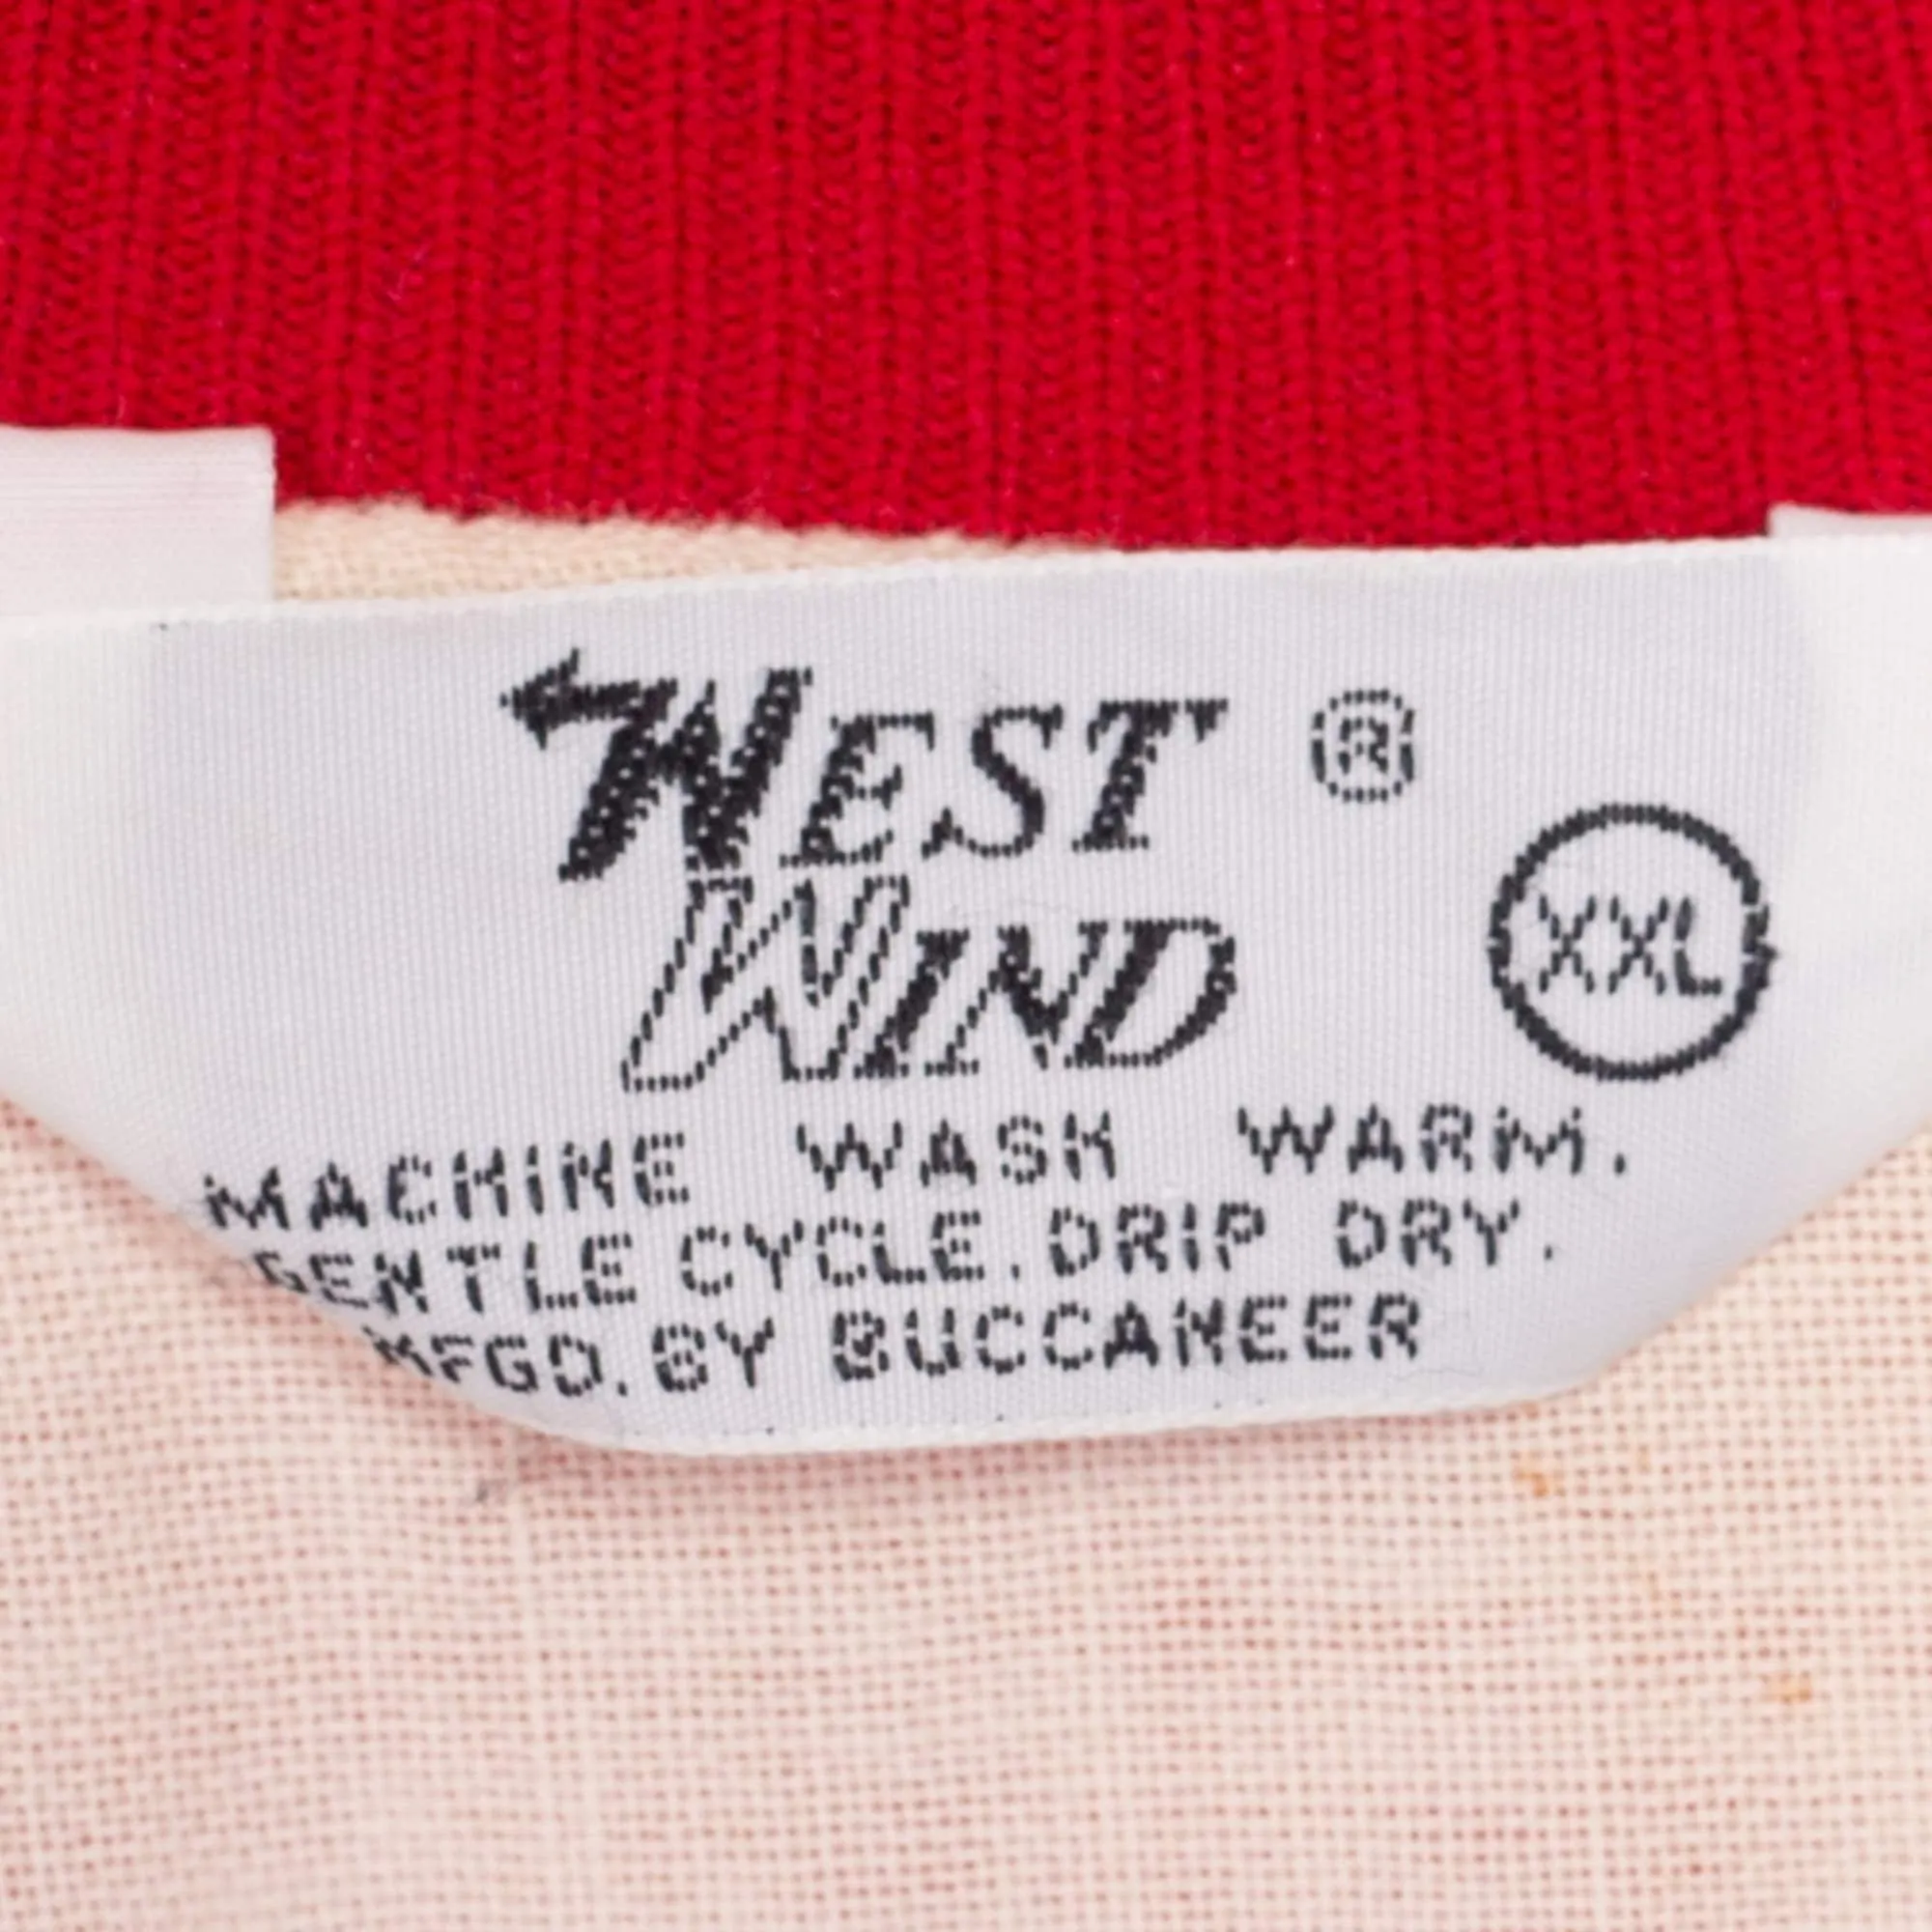 WEST ®
WIND
XXL
MACHINE WASH WARM.
GENTLE CYCLE. DRIP DRY.
MFGD. BY BUCCANEER